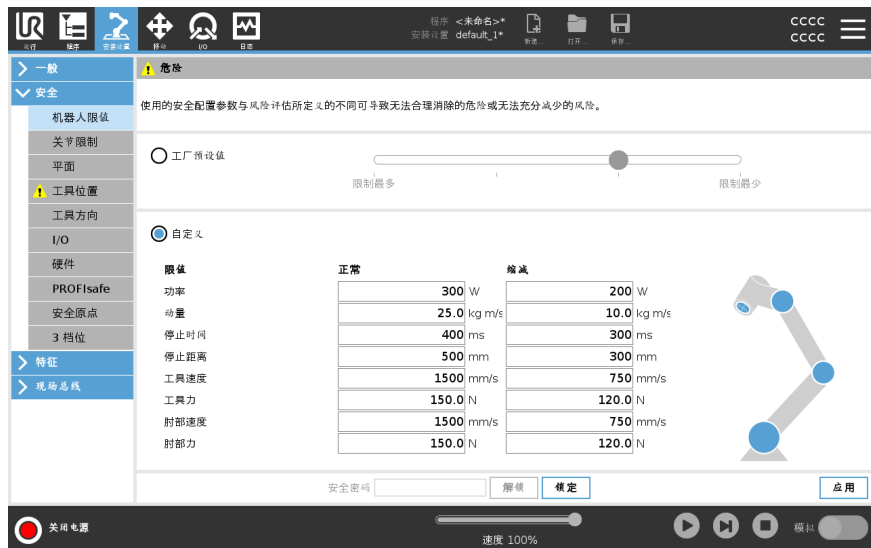 UR
程序 <未命名>*
安装设置 default_1*
运行 程序 安装设置 移动 I/O 日志 新建... 打开... 保存...
cccc
cccc
一般
安全
机器人限值
关节限制
平面
工具位置
工具方向
I/O
硬件
PROFIsafe
安全原点
3 档位
特征
现场总线
危险
使用的安全配置参数与风险评估所定义的不同可导致无法合理消除的危险或无法充分减少的风险。
工厂预设值
限制最多 限制最少
自定义
限值 正常 缩减
功率 300 W 200 W
动量 25.0 kg m/s 10.0 kg m/s
停止时间 400 ms 300 ms
停止距离 500 mm 300 mm
工具速度 1500 mm/s 750 mm/s
工具力 150.0 N 120.0 N
肘部速度 1500 mm/s 750 mm/s
肘部力 150.0 N 120.0 N
安全密码 解锁 锁定 应用
关闭电源
速度 100%
模拟